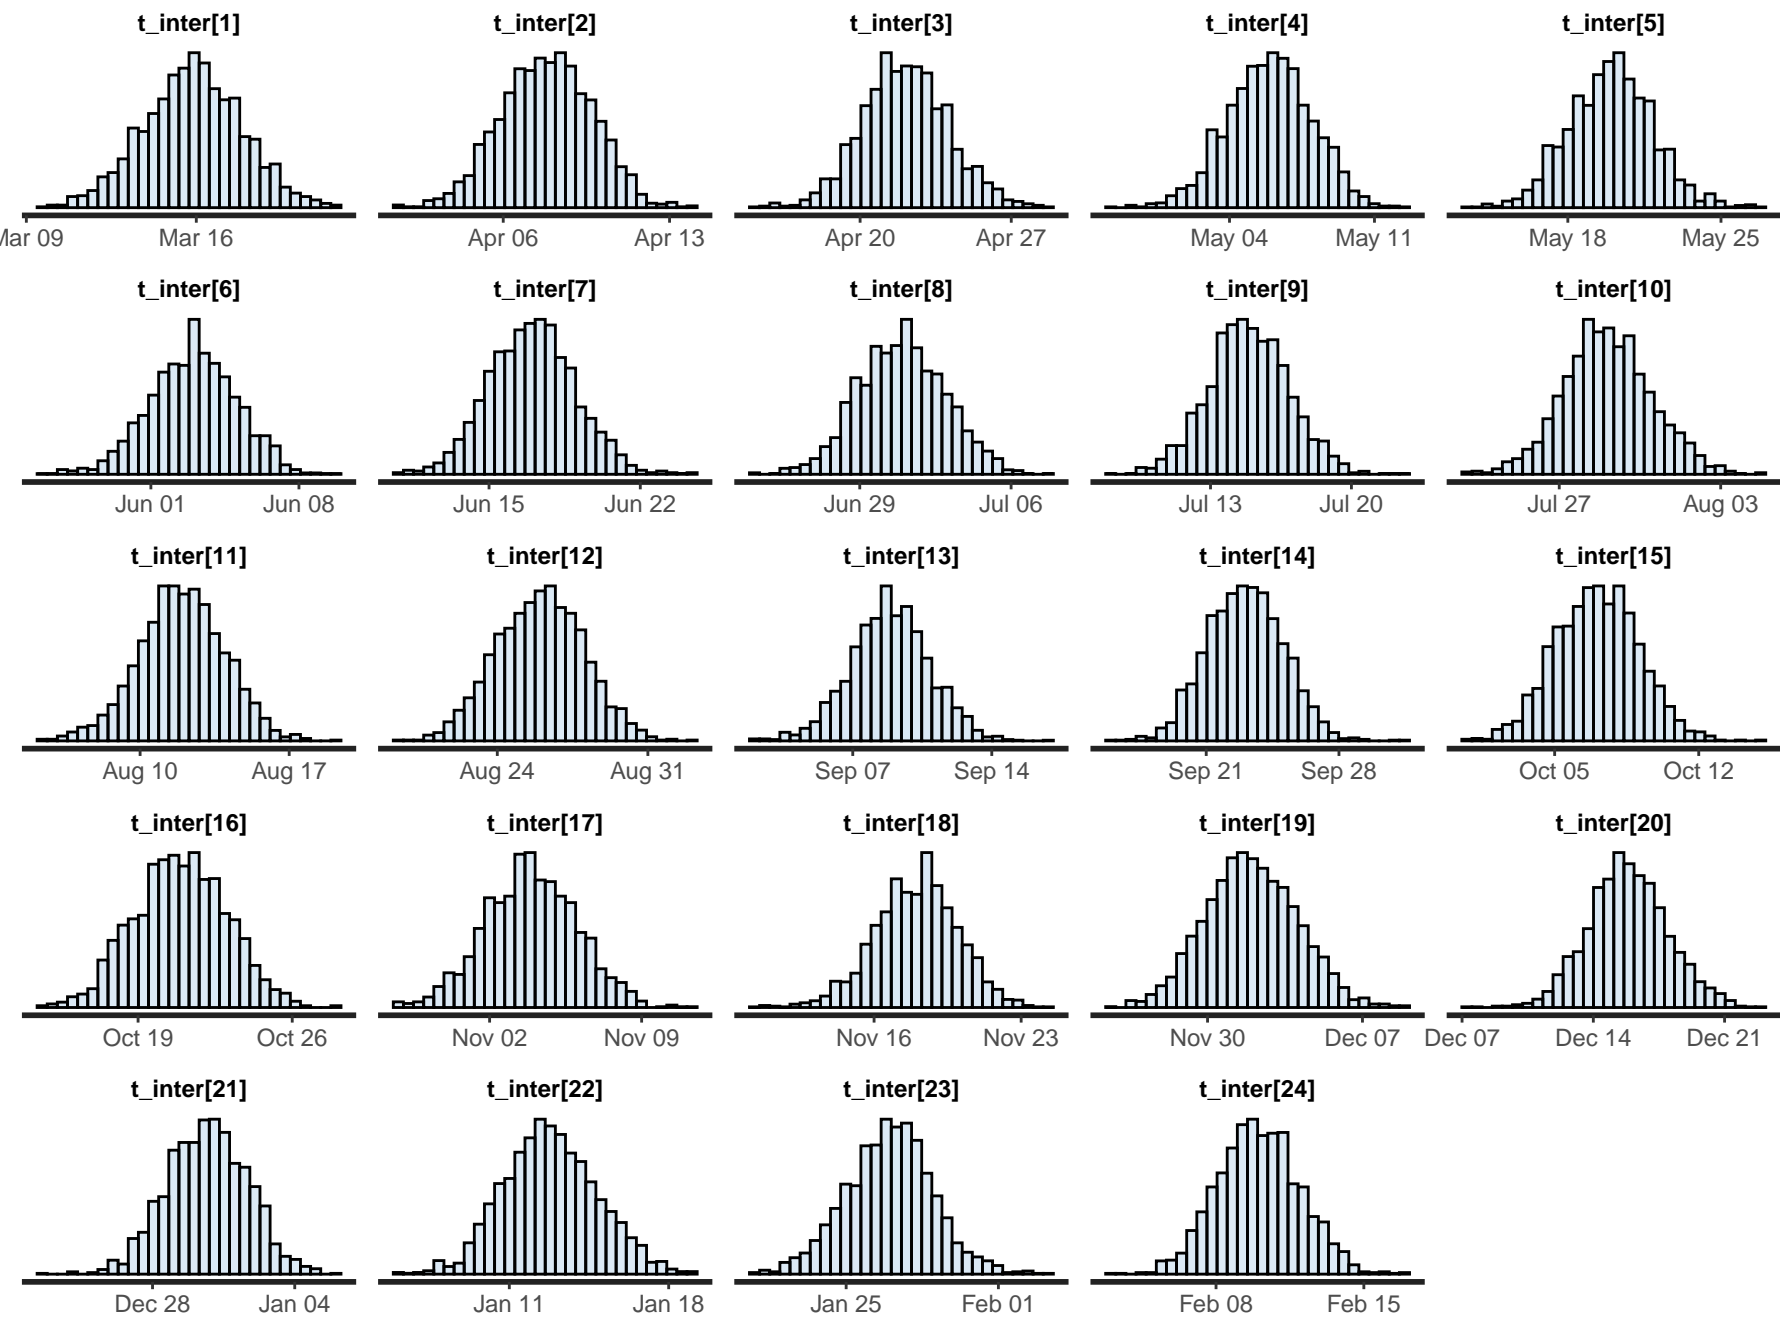 t_inter[1] t_inter[2] t_inter[3] t_inter[4] t_inter[5]
Mar 09 Mar 16 Apr 06 Apr 13 Apr 20 Apr 27 May 04 May 11 May 18 May 25
t_inter[6] t_inter[7] t_inter[8] t_inter[9] t_inter[10]
Jun 01 Jun 08 Jun 15 Jun 22 Jun 29 Jul 06 Jul 13 Jul 20 Jul 27 Aug 03
t_inter[11] t_inter[12] t_inter[13] t_inter[14] t_inter[15]
Aug 10 Aug 17 Aug 24 Aug 31 Sep 07 Sep 14 Sep 21 Sep 28 Oct 05 Oct 12
t_inter[16] t_inter[17] t_inter[18] t_inter[19] t_inter[20]
Oct 19 Oct 26 Nov 02 Nov 09 Nov 16 Nov 23 Nov 30 Dec 07 Dec 07 Dec 14 Dec 21
t_inter[21] t_inter[22] t_inter[23] t_inter[24]
Dec 28 Jan 04 Jan 11 Jan 18 Jan 25 Feb 01 Feb 08 Feb 15